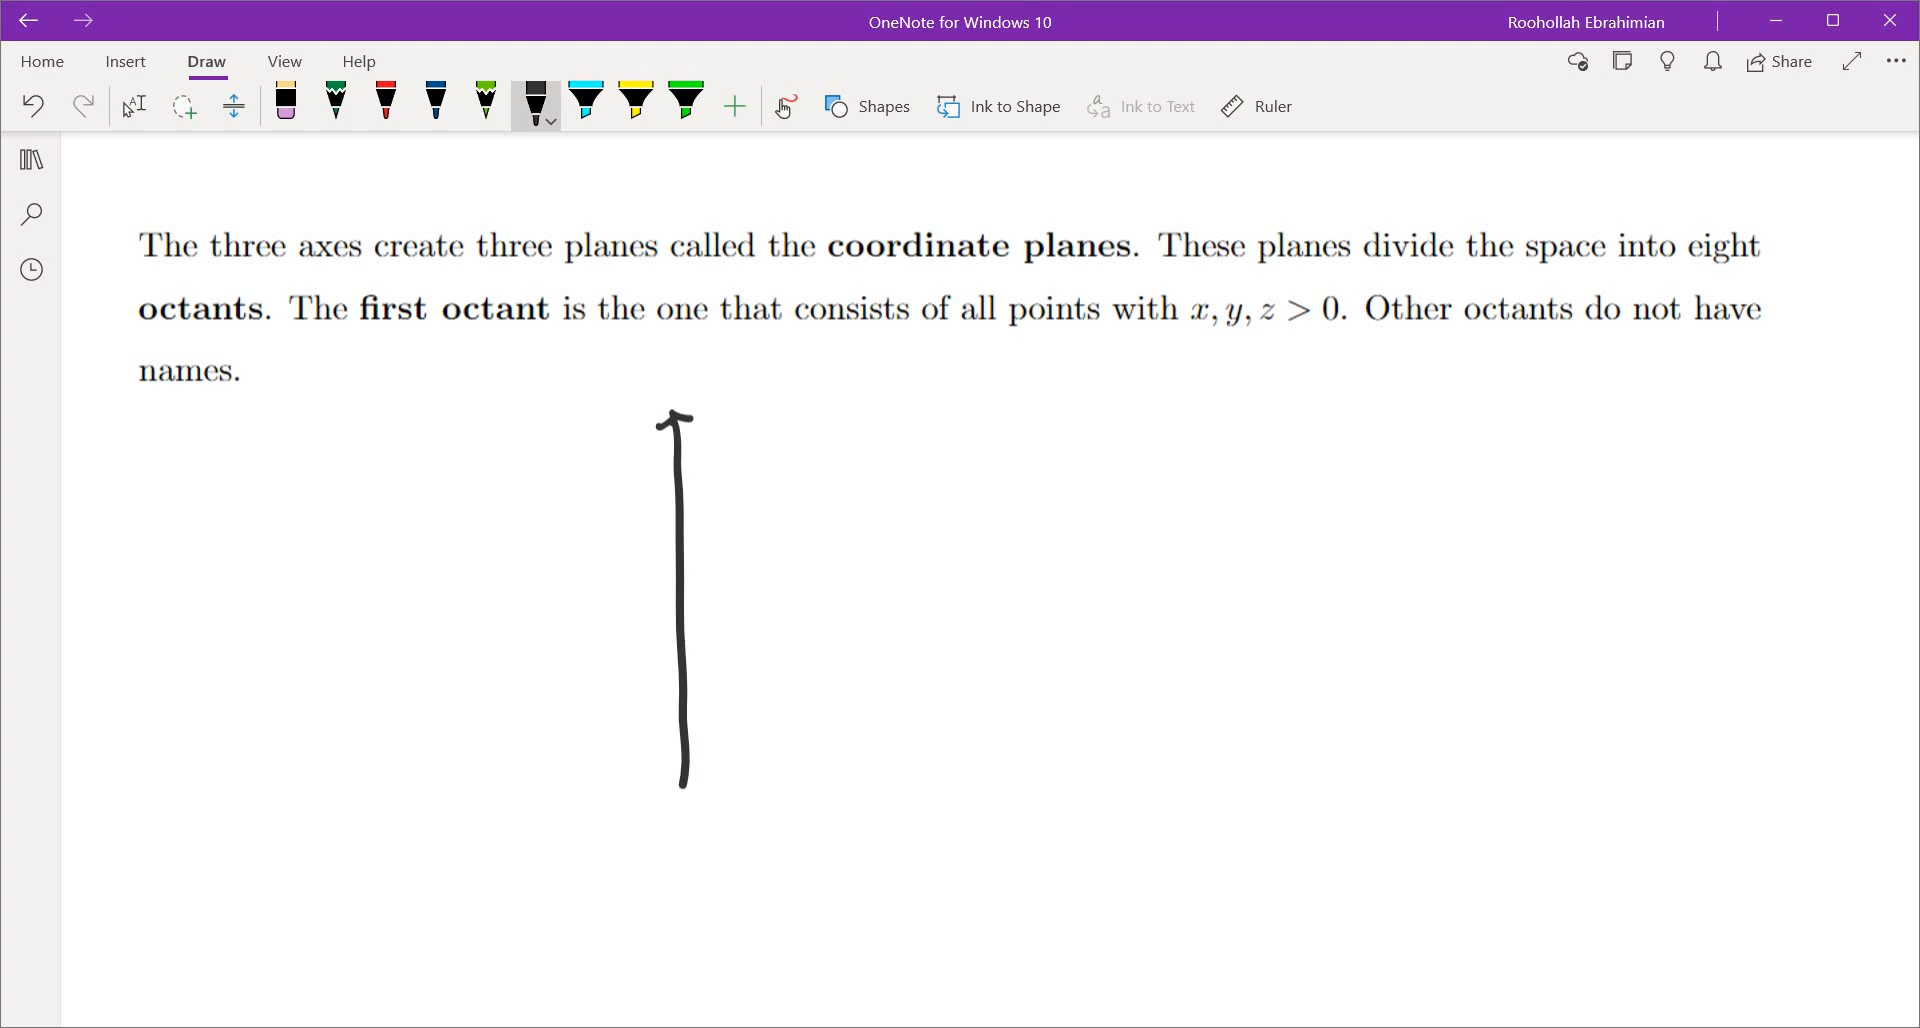 OneNote for Windows 10
Roohollah Ebrahimian
Home Insert Draw View Help
Share
Shapes Ink to Shape Ink to Text Ruler
The three axes create three planes called the coordinate planes. These planes divide the space into eight
octants. The first octant is the one that consists of all points with x, y, z > 0. Other octants do not have
names.